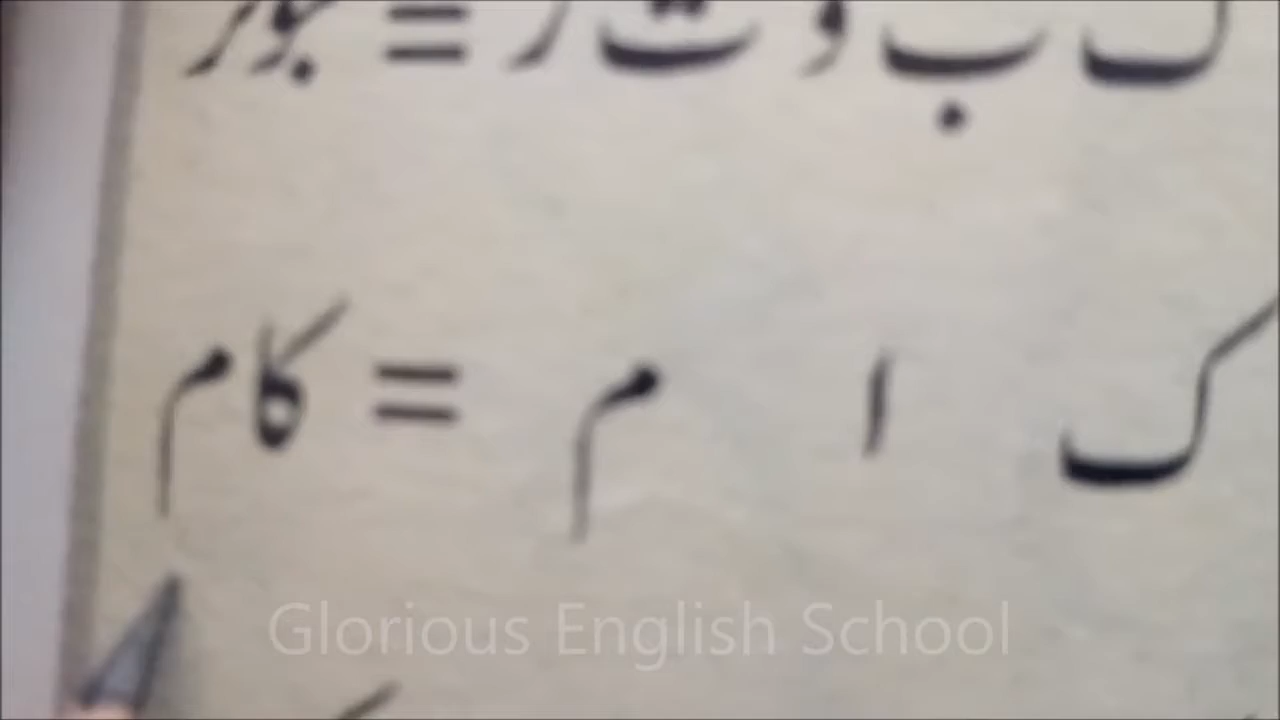 ک ب و ت ر =
ک ا م = کام
Glorious English School